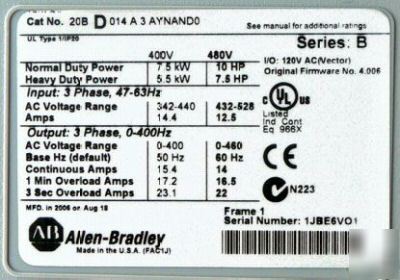 Cat No. 20B D 014 A 3 AYNAND0
See manual for additional ratings
UL Type 1/IP20
Series: B
400V 480V
I/O: 120V AC(Vector)
Original Firmware No. 4.006
Normal Duty Power 7.5 kW 10 HP
Heavy Duty Power 5.5 kW 7.5 HP
Input: 3 Phase, 47-63Hz
AC Voltage Range 342-440 432-528
Amps 14.4 12.5
Output: 3 Phase, 0-400Hz
AC Voltage Range 0-400 0-460
Base Hz (default) 50 Hz 60 Hz
Continuous Amps 15.4 14
1 Min Overload Amps 17.2 16.5
3 Sec Overload Amps 23.1 22
UL
Listed
Ind Cont
Eq 966X
N223
MFD. in 2006 on Aug 18
Frame 1
Serial Number: 1JBE6VO1
AB Allen-Bradley
Made in the U.S.A. (FAC1J)